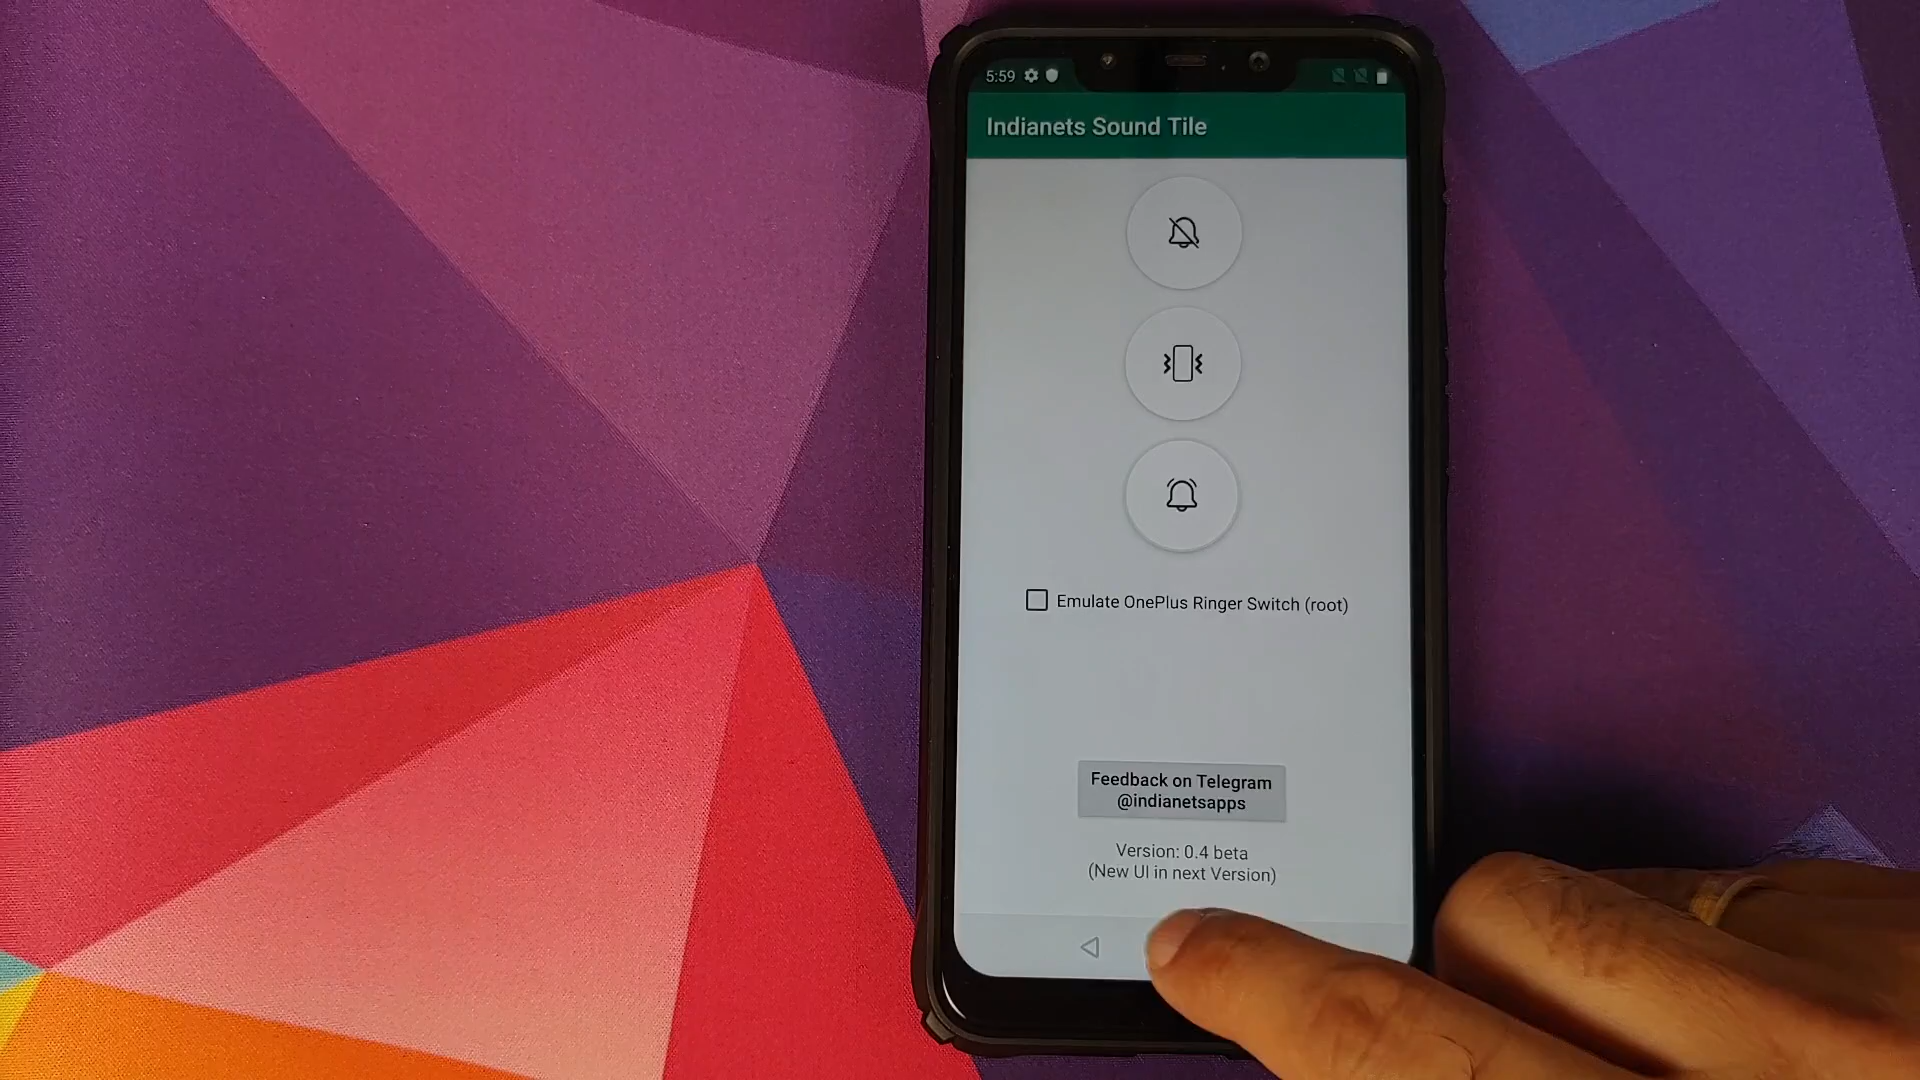 5:59
Indianets Sound Tile
Emulate OnePlus Ringer Switch (root)
Feedback on Telegram
@indianetsapps
Version: 0.4 beta
(New UI in next Version)